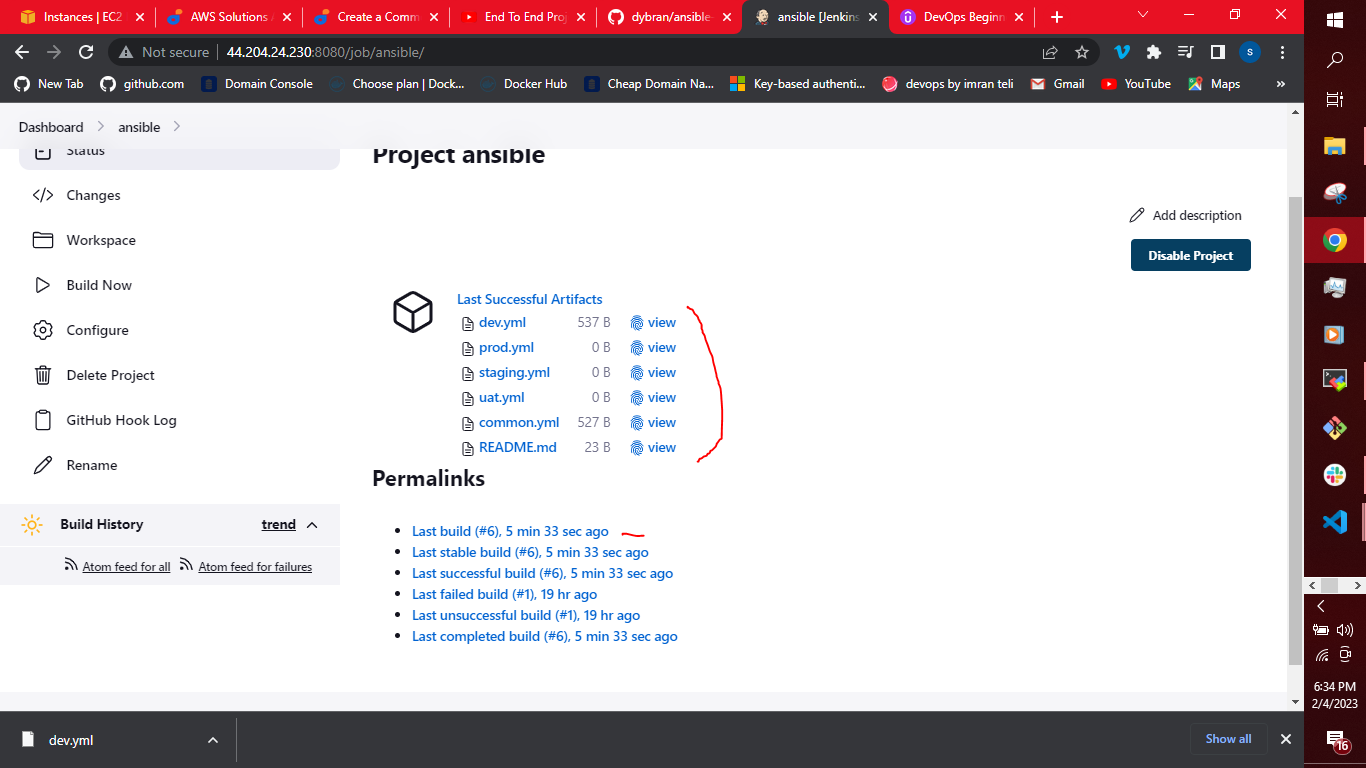 Instances | EC2
AWS Solutions A
Create a Comm
End To End Proj
dybran/ansible-
ansible [Jenkins
DevOps Beginn
Not secure
44.204.24.230:8080/job/ansible/
s
New Tab
github.com
Domain Console
Choose plan | Dock...
Docker Hub
Cheap Domain Na...
Key-based authenti...
devops by imran teli
Gmail
YouTube
Maps
»
Dashboard
ansible
Status
Changes
Workspace
Build Now
Configure
Delete Project
GitHub Hook Log
Rename
Build History
trend
Atom feed for all
Atom feed for failures
Project ansible
Add description
Disable Project
Last Successful Artifacts
dev.yml 537 B view
prod.yml 0 B view
staging.yml 0 B view
uat.yml 0 B view
common.yml 527 B view
README.md 23 B view
Permalinks
Last build (#6), 5 min 33 sec ago
Last stable build (#6), 5 min 33 sec ago
Last successful build (#6), 5 min 33 sec ago
Last failed build (#1), 19 hr ago
Last unsuccessful build (#1), 19 hr ago
Last completed build (#6), 5 min 33 sec ago
dev.yml
Show all
6:34 PM
2/4/2023
16